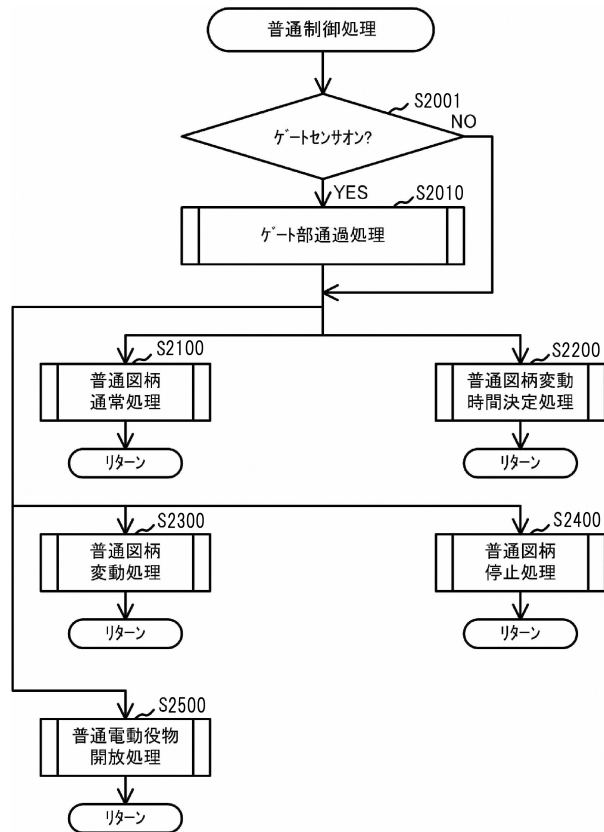 普通制御処理
S2001
ゲートセンサオン?
NO
YES
S2010
ゲート部通過処理
S2100
普通図柄
通常処理
リターン
S2200
普通図柄変動
時間決定処理
リターン
S2300
普通図柄
変動処理
リターン
S2400
普通図柄
停止処理
リターン
S2500
普通電動役物
開放処理
リターン